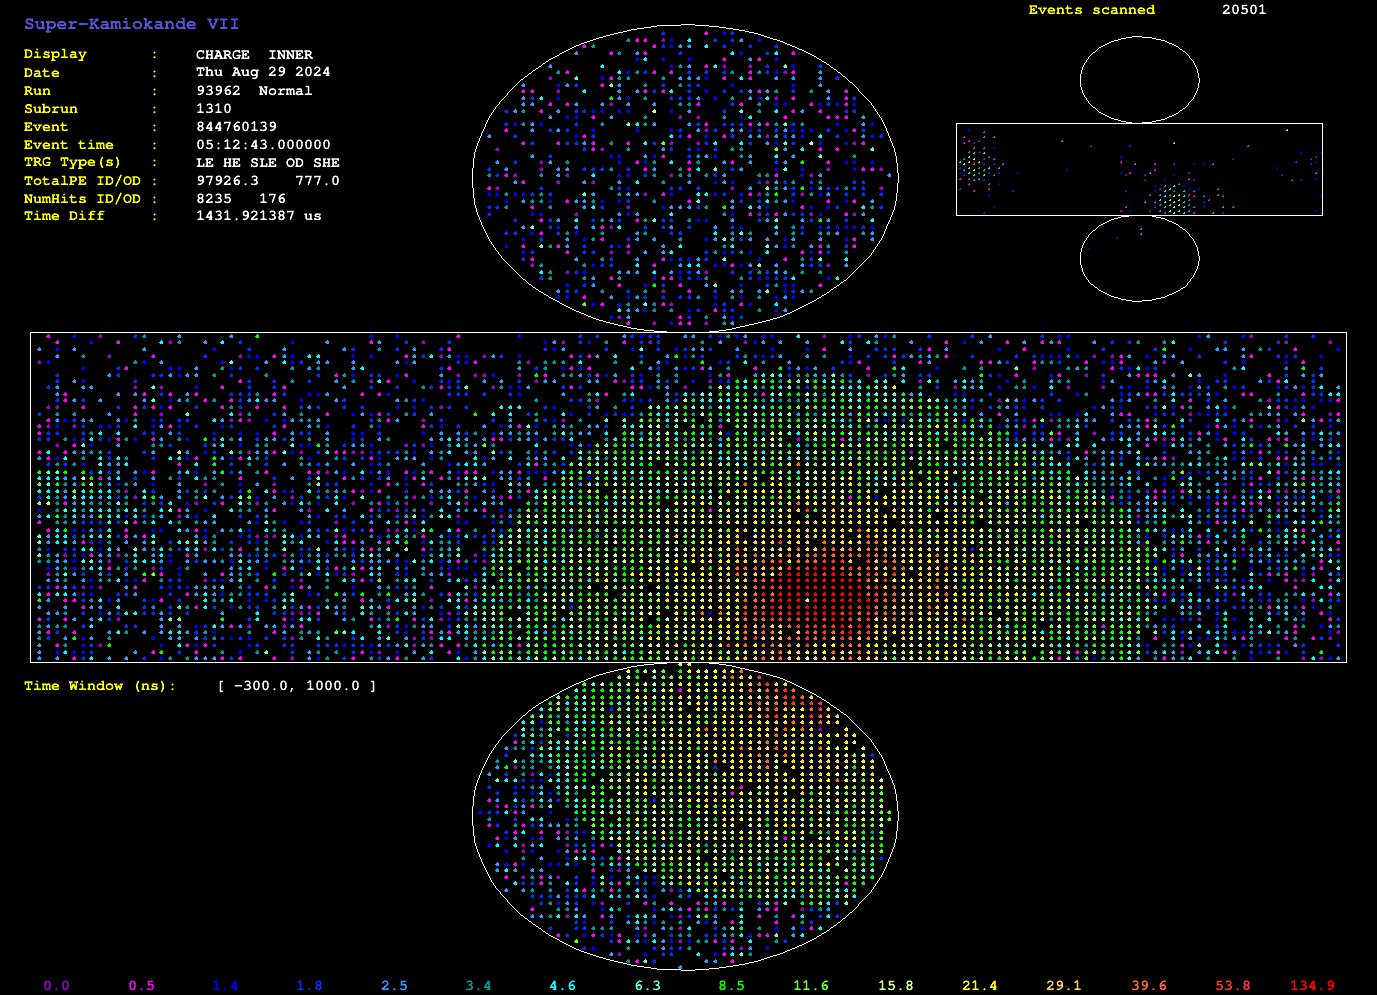 Super-Kamiokande VII
Events scanned 20501
Display : CHARGE INNER
Date : Thu Aug 29 2024
Run : 93962 Normal
Subrun : 1310
Event : 844760139
Event time : 05:12:43.000000
TRG Type(s) : LE HE SLE OD SHE
TotalPE ID/OD : 97926.3 777.0
NumHits ID/OD : 8235 176
Time Diff : 1431.921387 us
Time Window (ns): [ -300.0, 1000.0 ]
0.0 0.5 1.4 1.8 2.5 3.4 4.6 6.3 8.5 11.6 15.8 21.4 29.1 39.6 53.8 134.9